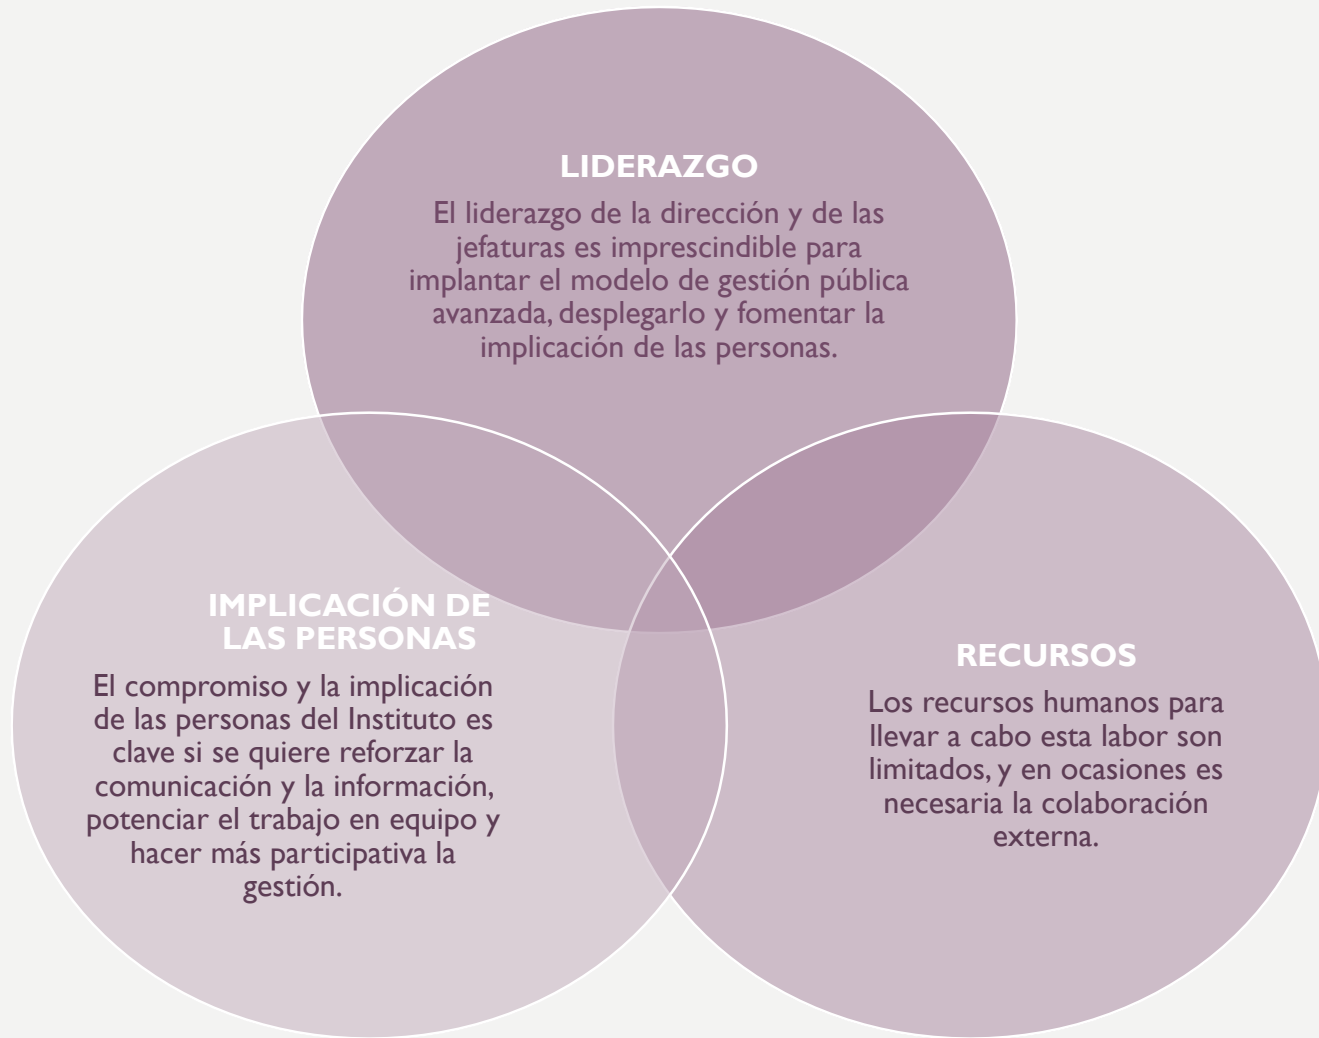 LIDERAZGO
El liderazgo de la dirección y de las
jefaturas es imprescindible para
implantar el modelo de gestión pública
avanzada, desplegarlo y fomentar la
implicación de las personas.
IMPLICACIÓN DE
LAS PERSONAS
El compromiso y la implicación
de las personas del Instituto es
clave si se quiere reforzar la
comunicación y la información,
potenciar el trabajo en equipo y
hacer más participativa la
gestión.
RECURSOS
Los recursos humanos para
llevar a cabo esta labor son
limitados, y en ocasiones es
necesaria la colaboración
externa.